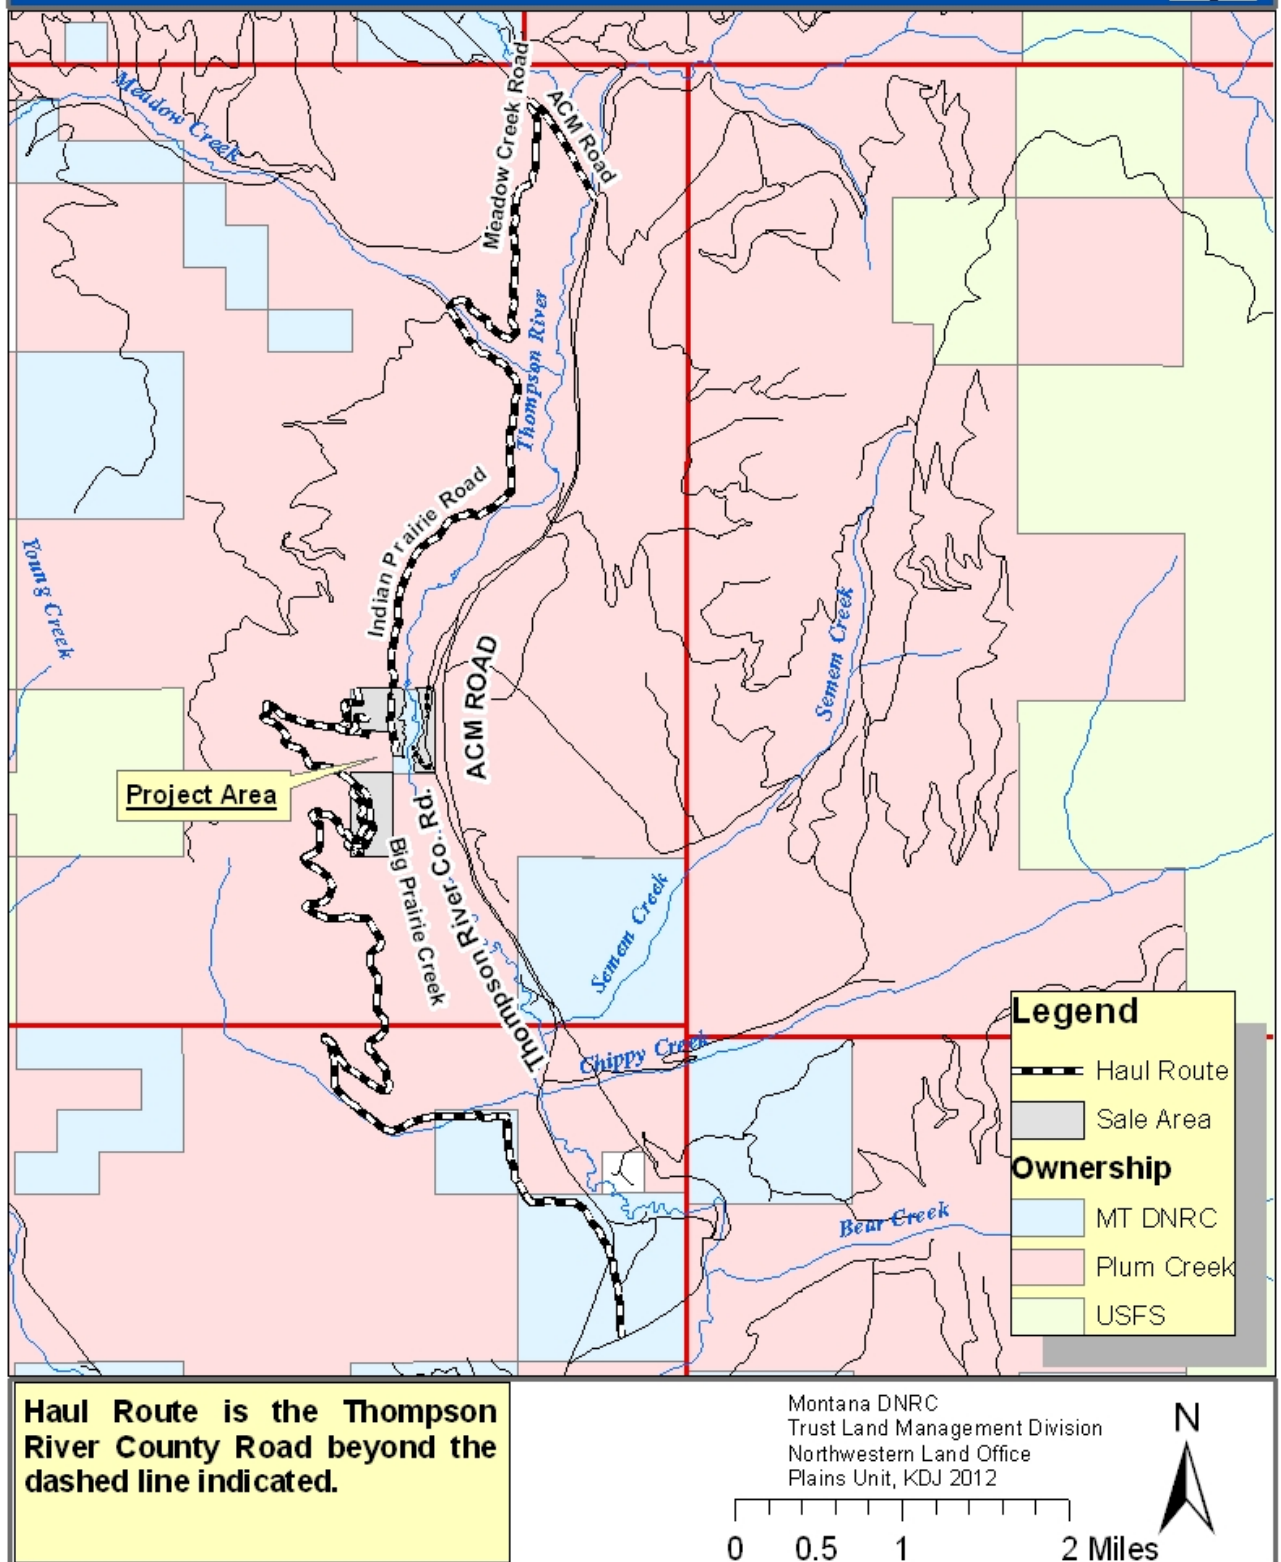 Meadow Creek
Meadow Creek Road
ACM Road
Thompson River
Indian Prairie Road
Young Creek
Semem Creek
ACM ROAD
Project Area
Thompson River Co. Rd.
Big Prairie Creek
Semem Creek
Chippy Creek
Bear Creek
Legend
Haul Route
Sale Area
Ownership
MT DNRC
Plum Creek
USFS
Haul Route is the Thompson
River County Road beyond the
dashed line indicated.
Montana DNRC
Trust Land Management Division
Northwestern Land Office
Plains Unit, KDJ 2012
N
0 0.5 1 2 Miles